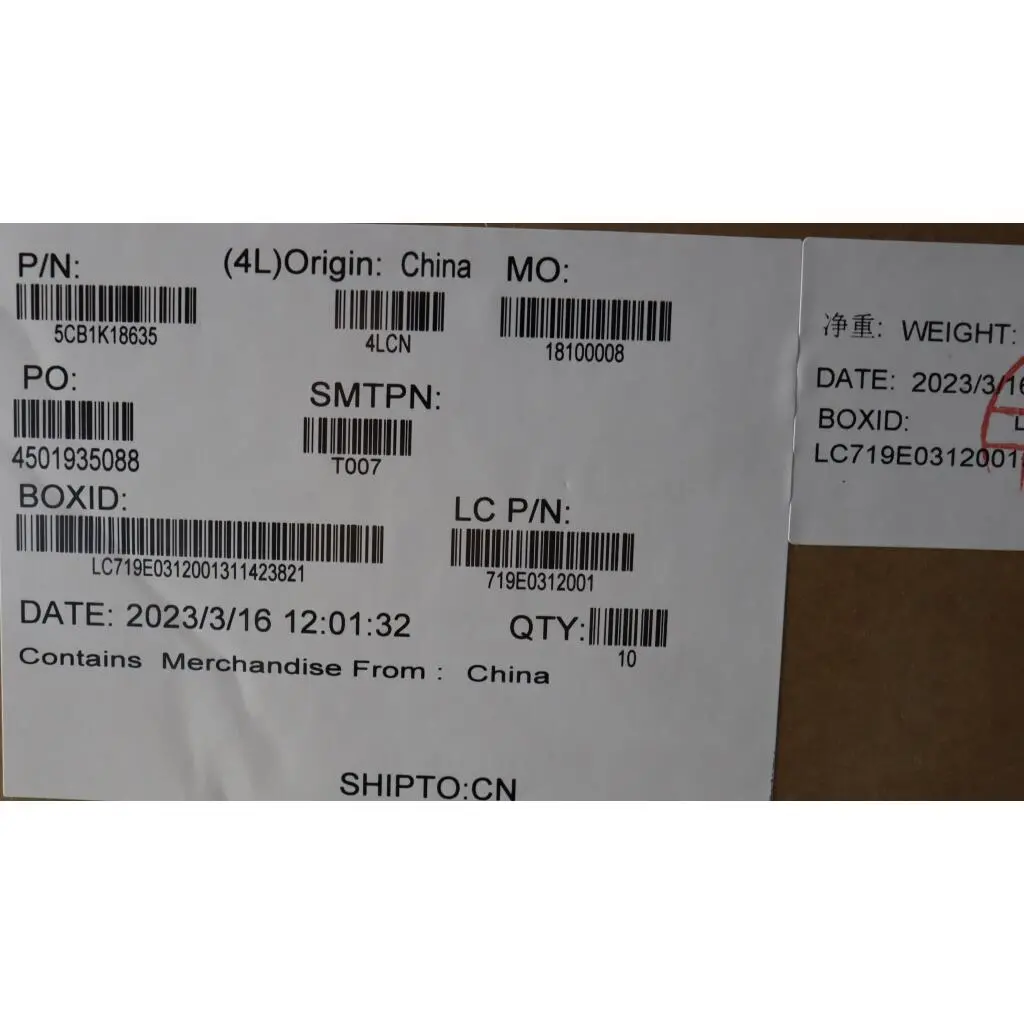 P/N: (4L)Origin: China MO:
5CB1K18635 4LCN 18100008
PO: SMTPN:
4501935088 T007
BOXID: LC P/N:
LC719E0312001311423821 719E0312001
DATE: 2023/3/16 12:01:32 QTY:
10
Contains Merchandise From : China
SHIPTO:CN
净重: WEIGHT:
DATE: 2023/3/16
BOXID:
LC719E0312001